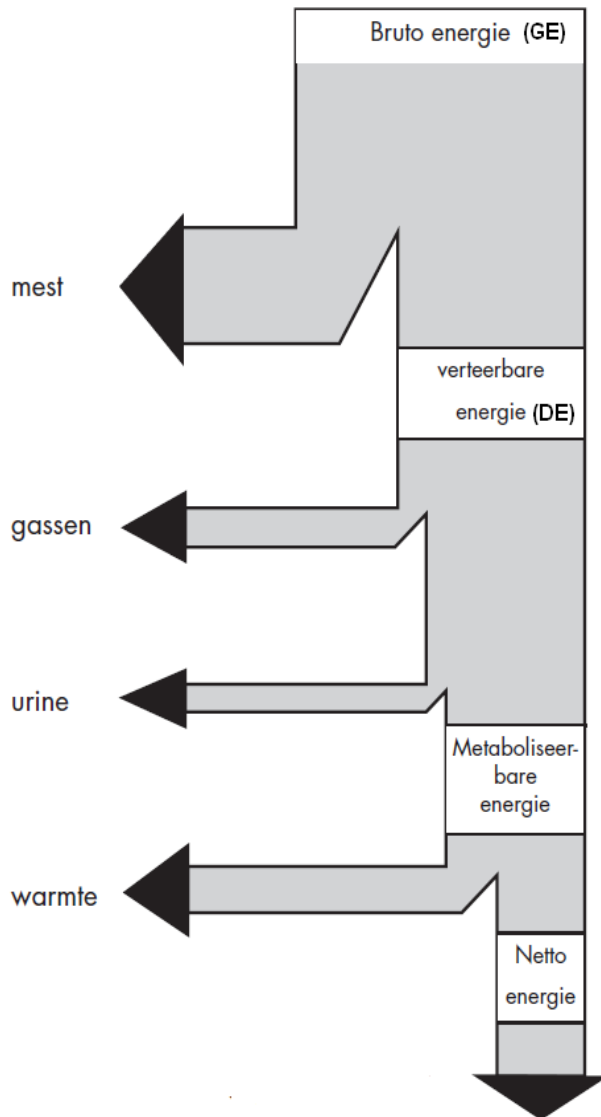 Bruto energie (GE)
mest
verteerbare
energie (DE)
gassen
urine
Metaboliseer-
bare
energie
warmte
Netto
energie